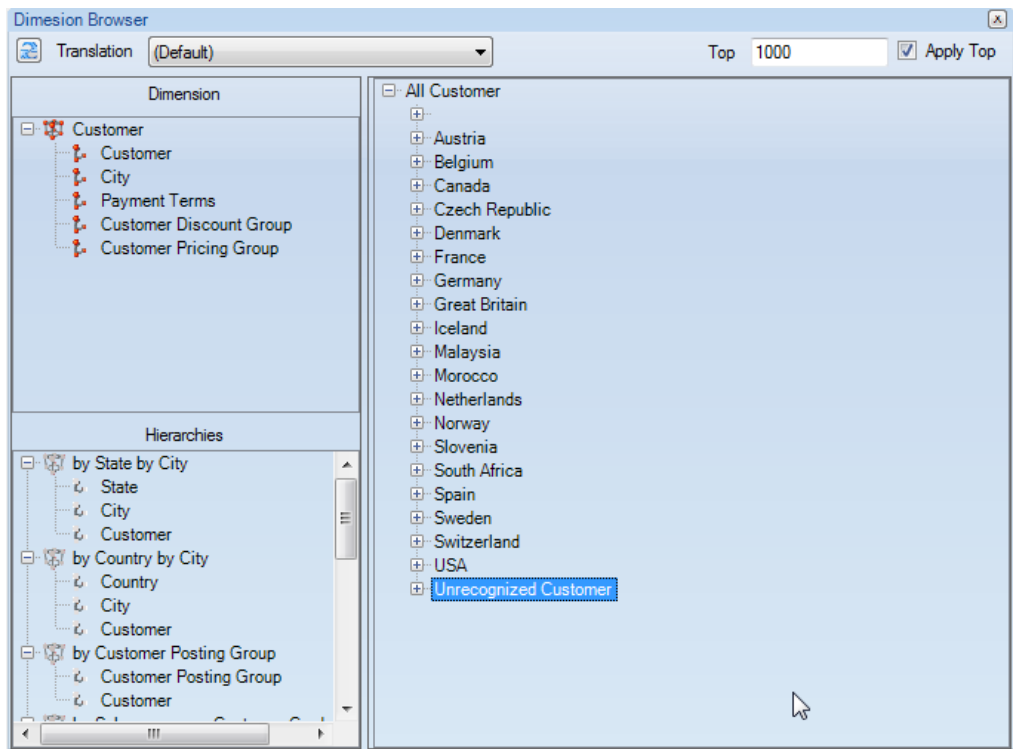 Dimesion Browser
Translation (Default) Top 1000 Apply Top
Dimension
Customer
Customer
City
Payment Terms
Customer Discount Group
Customer Pricing Group
Hierarchies
by State by City
State
City
Customer
by Country by City
Country
City
Customer
by Customer Posting Group
Customer Posting Group
Customer
All Customer
Austria
Belgium
Canada
Czech Republic
Denmark
France
Germany
Great Britain
Iceland
Malaysia
Morocco
Netherlands
Norway
Slovenia
South Africa
Spain
Sweden
Switzerland
USA
Unrecognized Customer